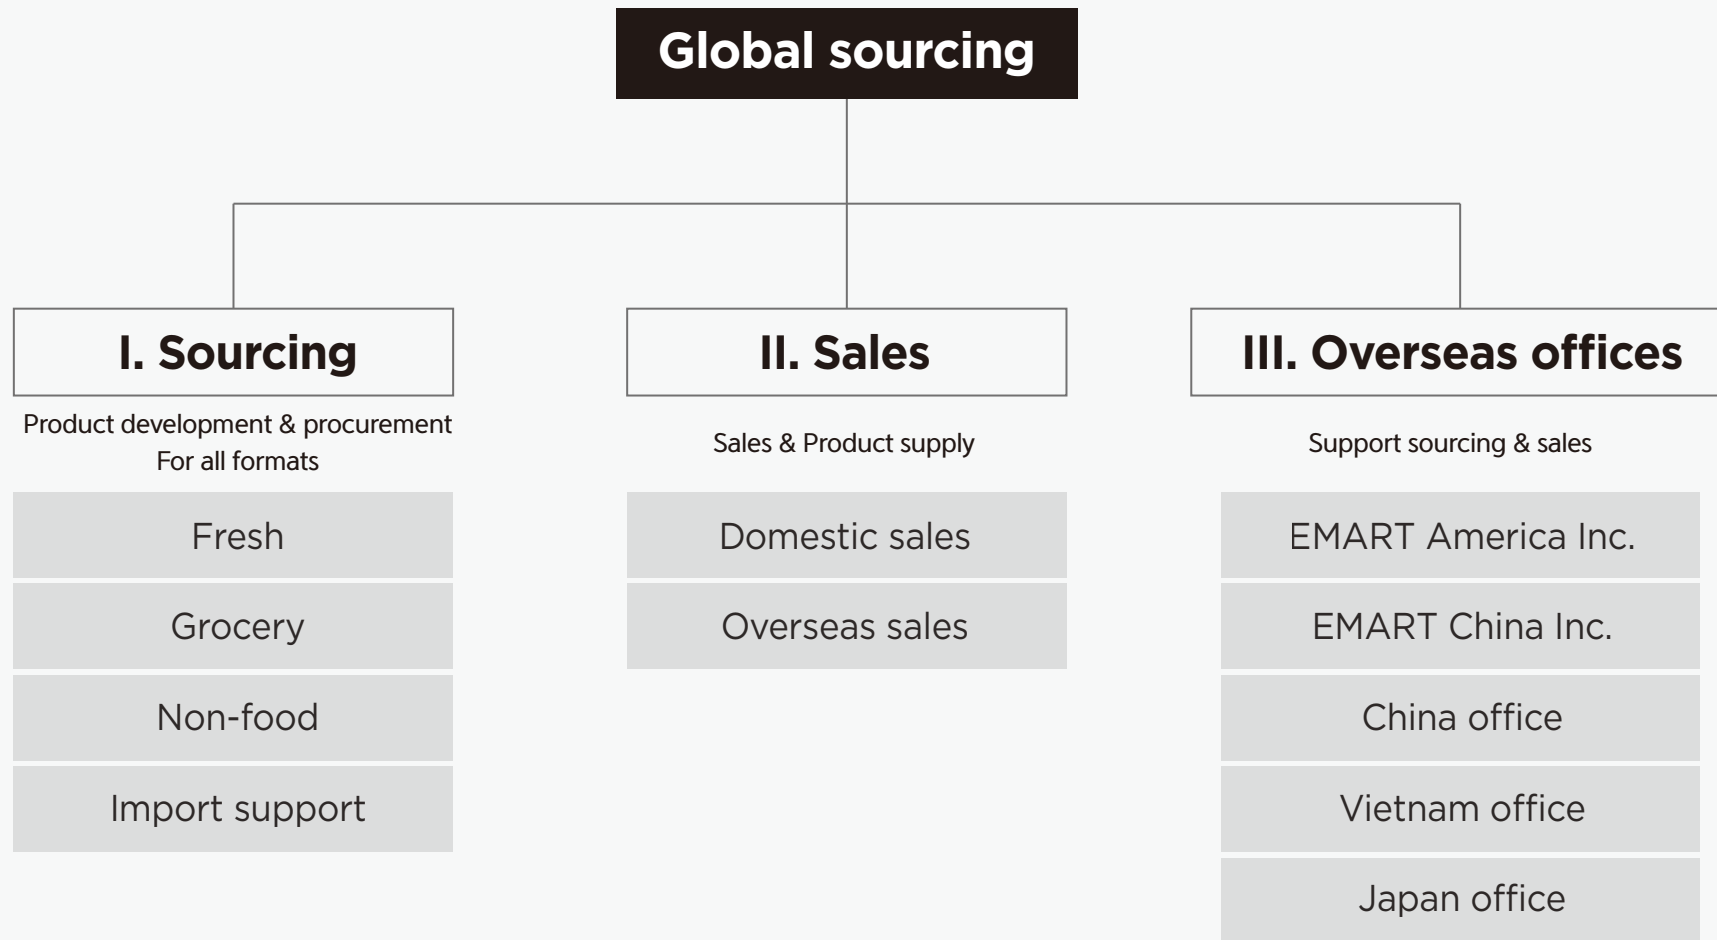 Global sourcing
I. Sourcing
Product development & procurement
For all formats
Fresh
Grocery
Non-food
Import support
II. Sales
Sales & Product supply
Domestic sales
Overseas sales
III. Overseas offices
Support sourcing & sales
EMART America Inc.
EMART China Inc.
China office
Vietnam office
Japan office